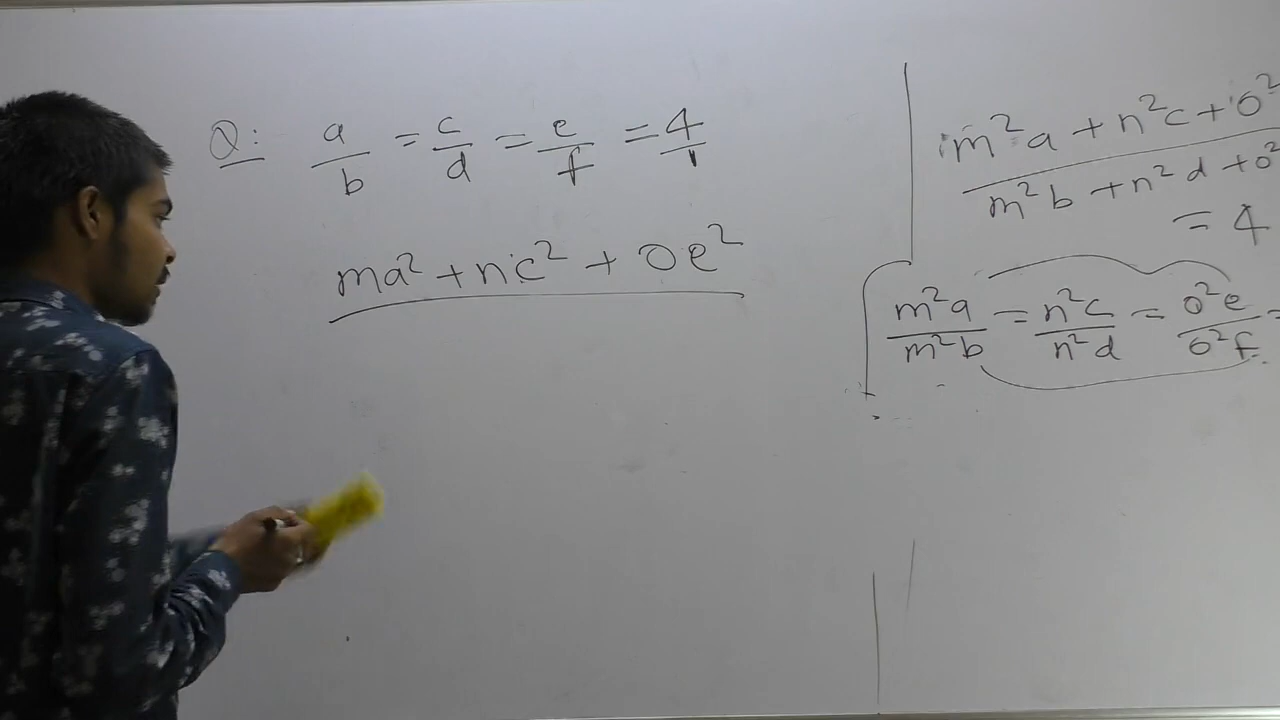 Q: a/b = c/d = e/f = 4/1
ma² + nc² + oe²
m²a + n²c + o²
m²b + n²d + o²
= 4
m²a/m²b = n²c/n²d = o²e/o²f =